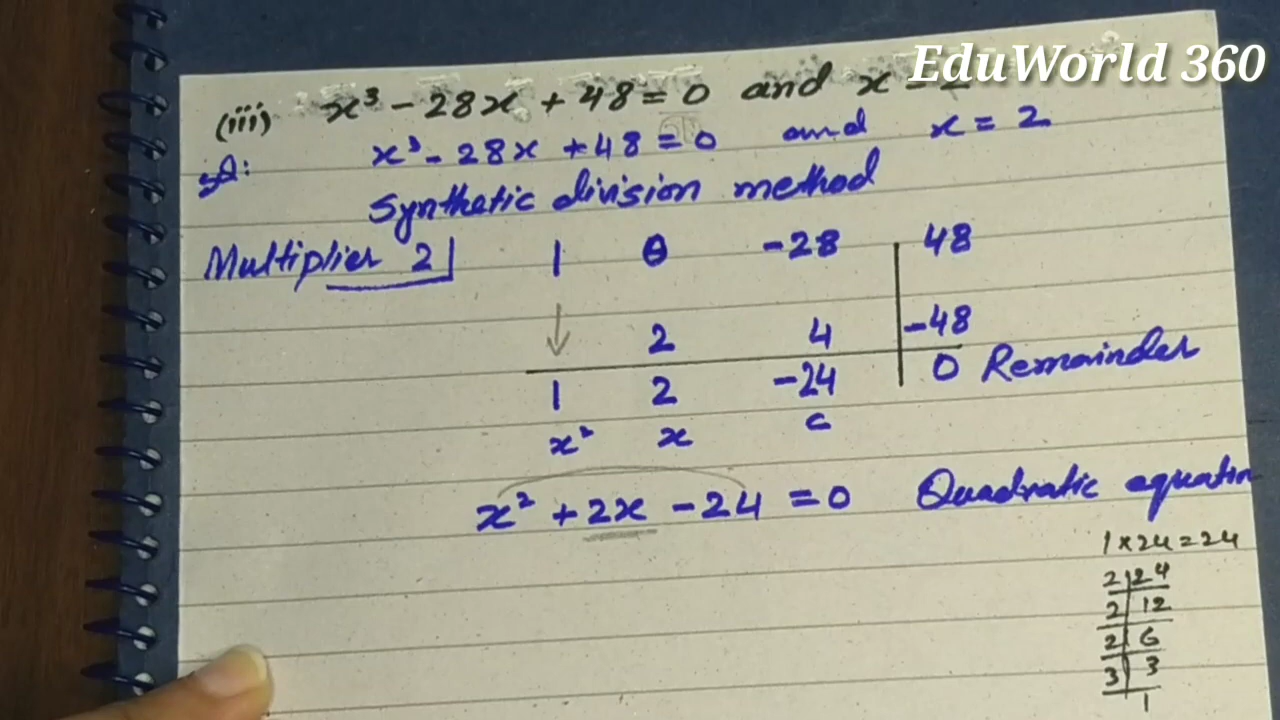 EduWorld 360
(iii) x³ - 28x + 48 = 0 and x = 2
Sol: x³ - 28x + 48 = 0 and x = 2
Synthetic division method
Multiplier 2 1 0 -28 48
2 4 -48
1 2 -24 0 Remainder
x² x c
x² + 2x - 24 = 0 Quadratic equation
1 x 24 = 24
2 24
2 12
2 6
3 3
1